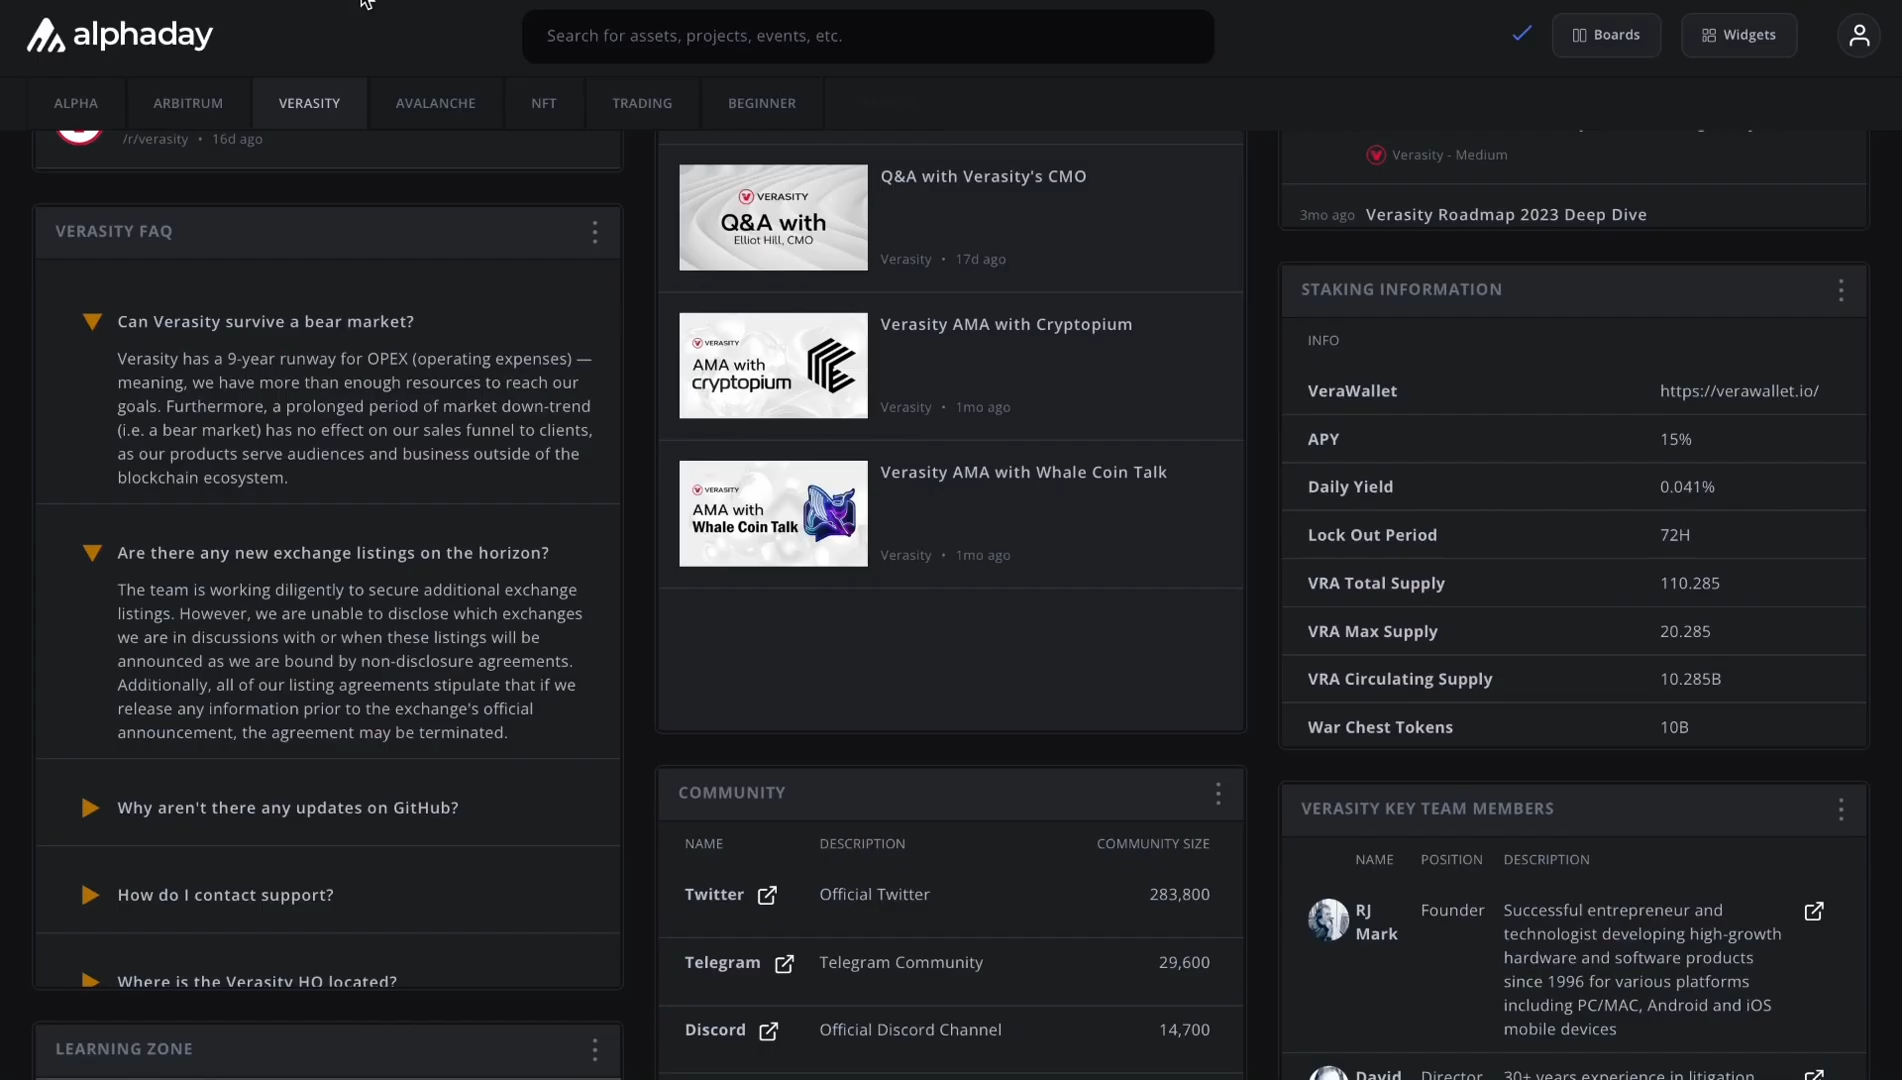 alphaday
Search for assets, projects, events, etc.
Boards
Widgets
ALPHA
ARBITRUM
VERASITY
AVALANCHE
NFT
TRADING
BEGINNER
/r/verasity • 16d ago
VERASITY FAQ
Can Verasity survive a bear market?
Verasity has a 9-year runway for OPEX (operating expenses) —
meaning, we have more than enough resources to reach our
goals. Furthermore, a prolonged period of market down-trend
(i.e. a bear market) has no effect on our sales funnel to clients,
as our products serve audiences and business outside of the
blockchain ecosystem.
Are there any new exchange listings on the horizon?
The team is working diligently to secure additional exchange
listings. However, we are unable to disclose which exchanges
we are in discussions with or when these listings will be
announced as we are bound by non-disclosure agreements.
Additionally, all of our listing agreements stipulate that if we
release any information prior to the exchange's official
announcement, the agreement may be terminated.
Why aren't there any updates on GitHub?
How do I contact support?
Where is the Verasity HQ located?
LEARNING ZONE
VERASITY
Q&A with
Elliot Hill, CMO
Q&A with Verasity's CMO
Verasity • 17d ago
VERASITY
AMA with
cryptopium
Verasity AMA with Cryptopium
Verasity • 1mo ago
VERASITY
AMA with
Whale Coin Talk
Verasity AMA with Whale Coin Talk
Verasity • 1mo ago
COMMUNITY
NAME DESCRIPTION COMMUNITY SIZE
Twitter Official Twitter 283,800
Telegram Telegram Community 29,600
Discord Official Discord Channel 14,700
Verasity - Medium
3mo ago Verasity Roadmap 2023 Deep Dive
STAKING INFORMATION
INFO
VeraWallet https://verawallet.io/
APY 15%
Daily Yield 0.041%
Lock Out Period 72H
VRA Total Supply 110.285
VRA Max Supply 20.285
VRA Circulating Supply 10.285B
War Chest Tokens 10B
VERASITY KEY TEAM MEMBERS
NAME POSITION DESCRIPTION
RJ Mark
Founder
Successful entrepreneur and
technologist developing high-growth
hardware and software products
since 1996 for various platforms
including PC/MAC, Android and iOS
mobile devices
David Director 30+ years experience in litigation